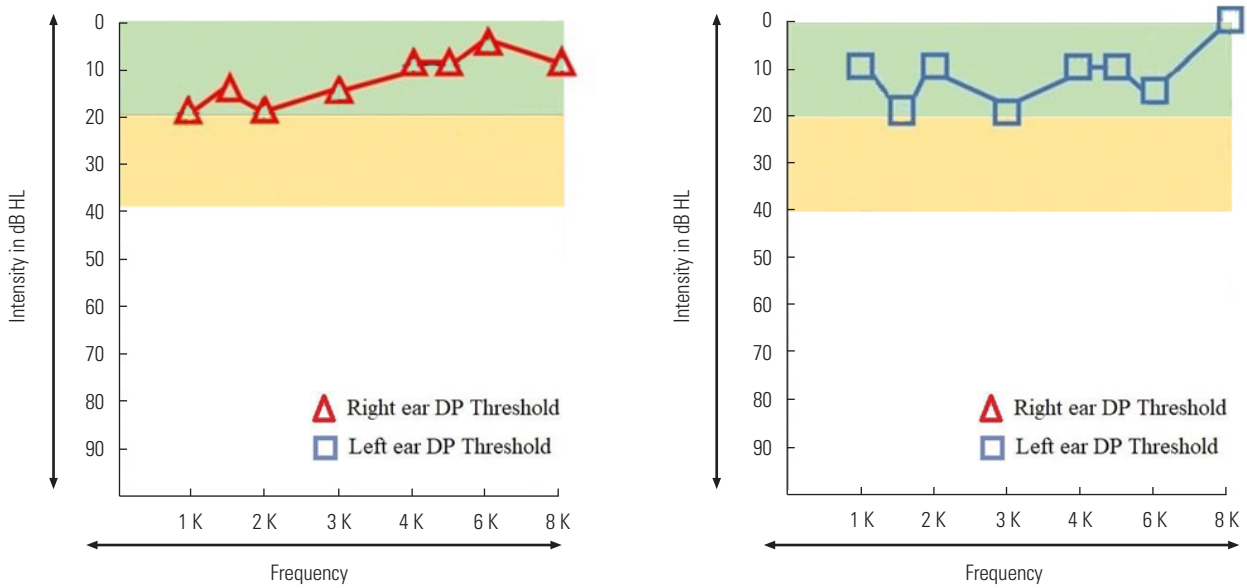 0
10
20
30
40
50
60
70
80
90
Intensity in dB HL
Right ear DP Threshold
Left ear DP Threshold
1 K 2 K 3 K 4 K 6 K 8 K
Frequency
0
10
20
30
40
50
60
70
80
90
Intensity in dB HL
Right ear DP Threshold
Left ear DP Threshold
1 K 2 K 3 K 4 K 6 K 8 K
Frequency